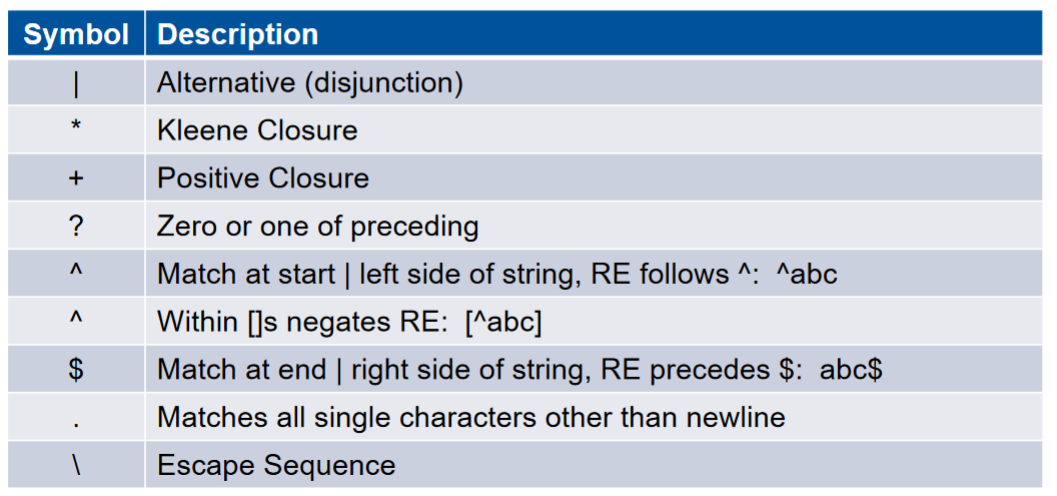 Symbol Description
| Alternative (disjunction)
* Kleene Closure
+ Positive Closure
? Zero or one of preceding
^ Match at start | left side of string, RE follows ^: ^abc
^ Within []s negates RE: [^abc]
$ Match at end | right side of string, RE precedes $: abc$
. Matches all single characters other than newline
\ Escape Sequence